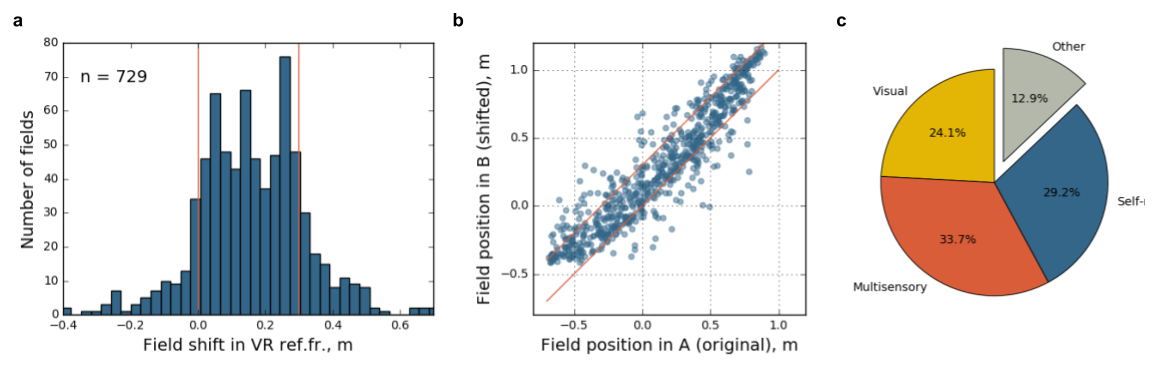 a
n = 729
Number of fields
80
70
60
50
40
30
20
10
0
−0.4
−0.2
0.0
0.2
0.4
0.6
Field shift in VR ref.fr., m
b
Field position in B (shifted), m
1.0
0.5
0.0
−0.5
−0.5
0.0
0.5
1.0
Field position in A (original), m
c
Other
12.9%
Visual
24.1%
29.2%
Self-
33.7%
Multisensory